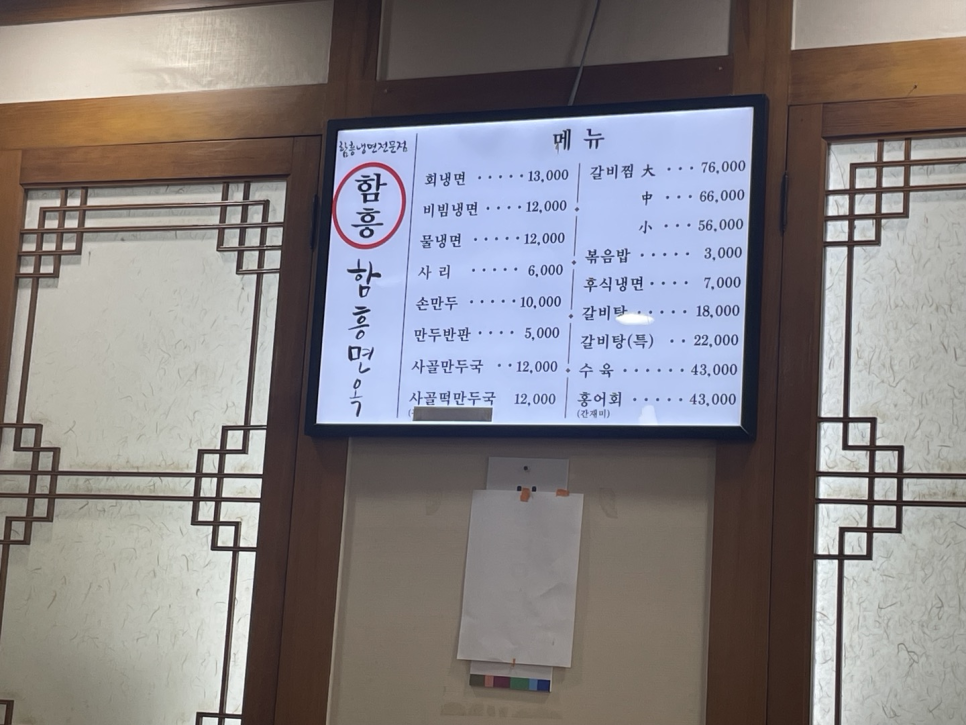 함흥냉면전문점
함
흥
함
흥
면
옥
메뉴
회냉면 ····· 13,000
비빔냉면 ···· 12,000
물냉면 ····· 12,000
사 리 ····· 6,000
손만두 ····· 10,000
만두반판 ···· 5,000
사골만두국 ·· 12,000
사골떡만두국 12,000
갈비찜 大 ··· 76,000
中 ··· 66,000
小 ··· 56,000
볶음밥 ···· 3,000
후식냉면 ···· 7,000
갈비탕 ····· 18,000
갈비탕(특) ·· 22,000
수 육 ······ 43,000
홍어회 ····· 43,000
(간재미)